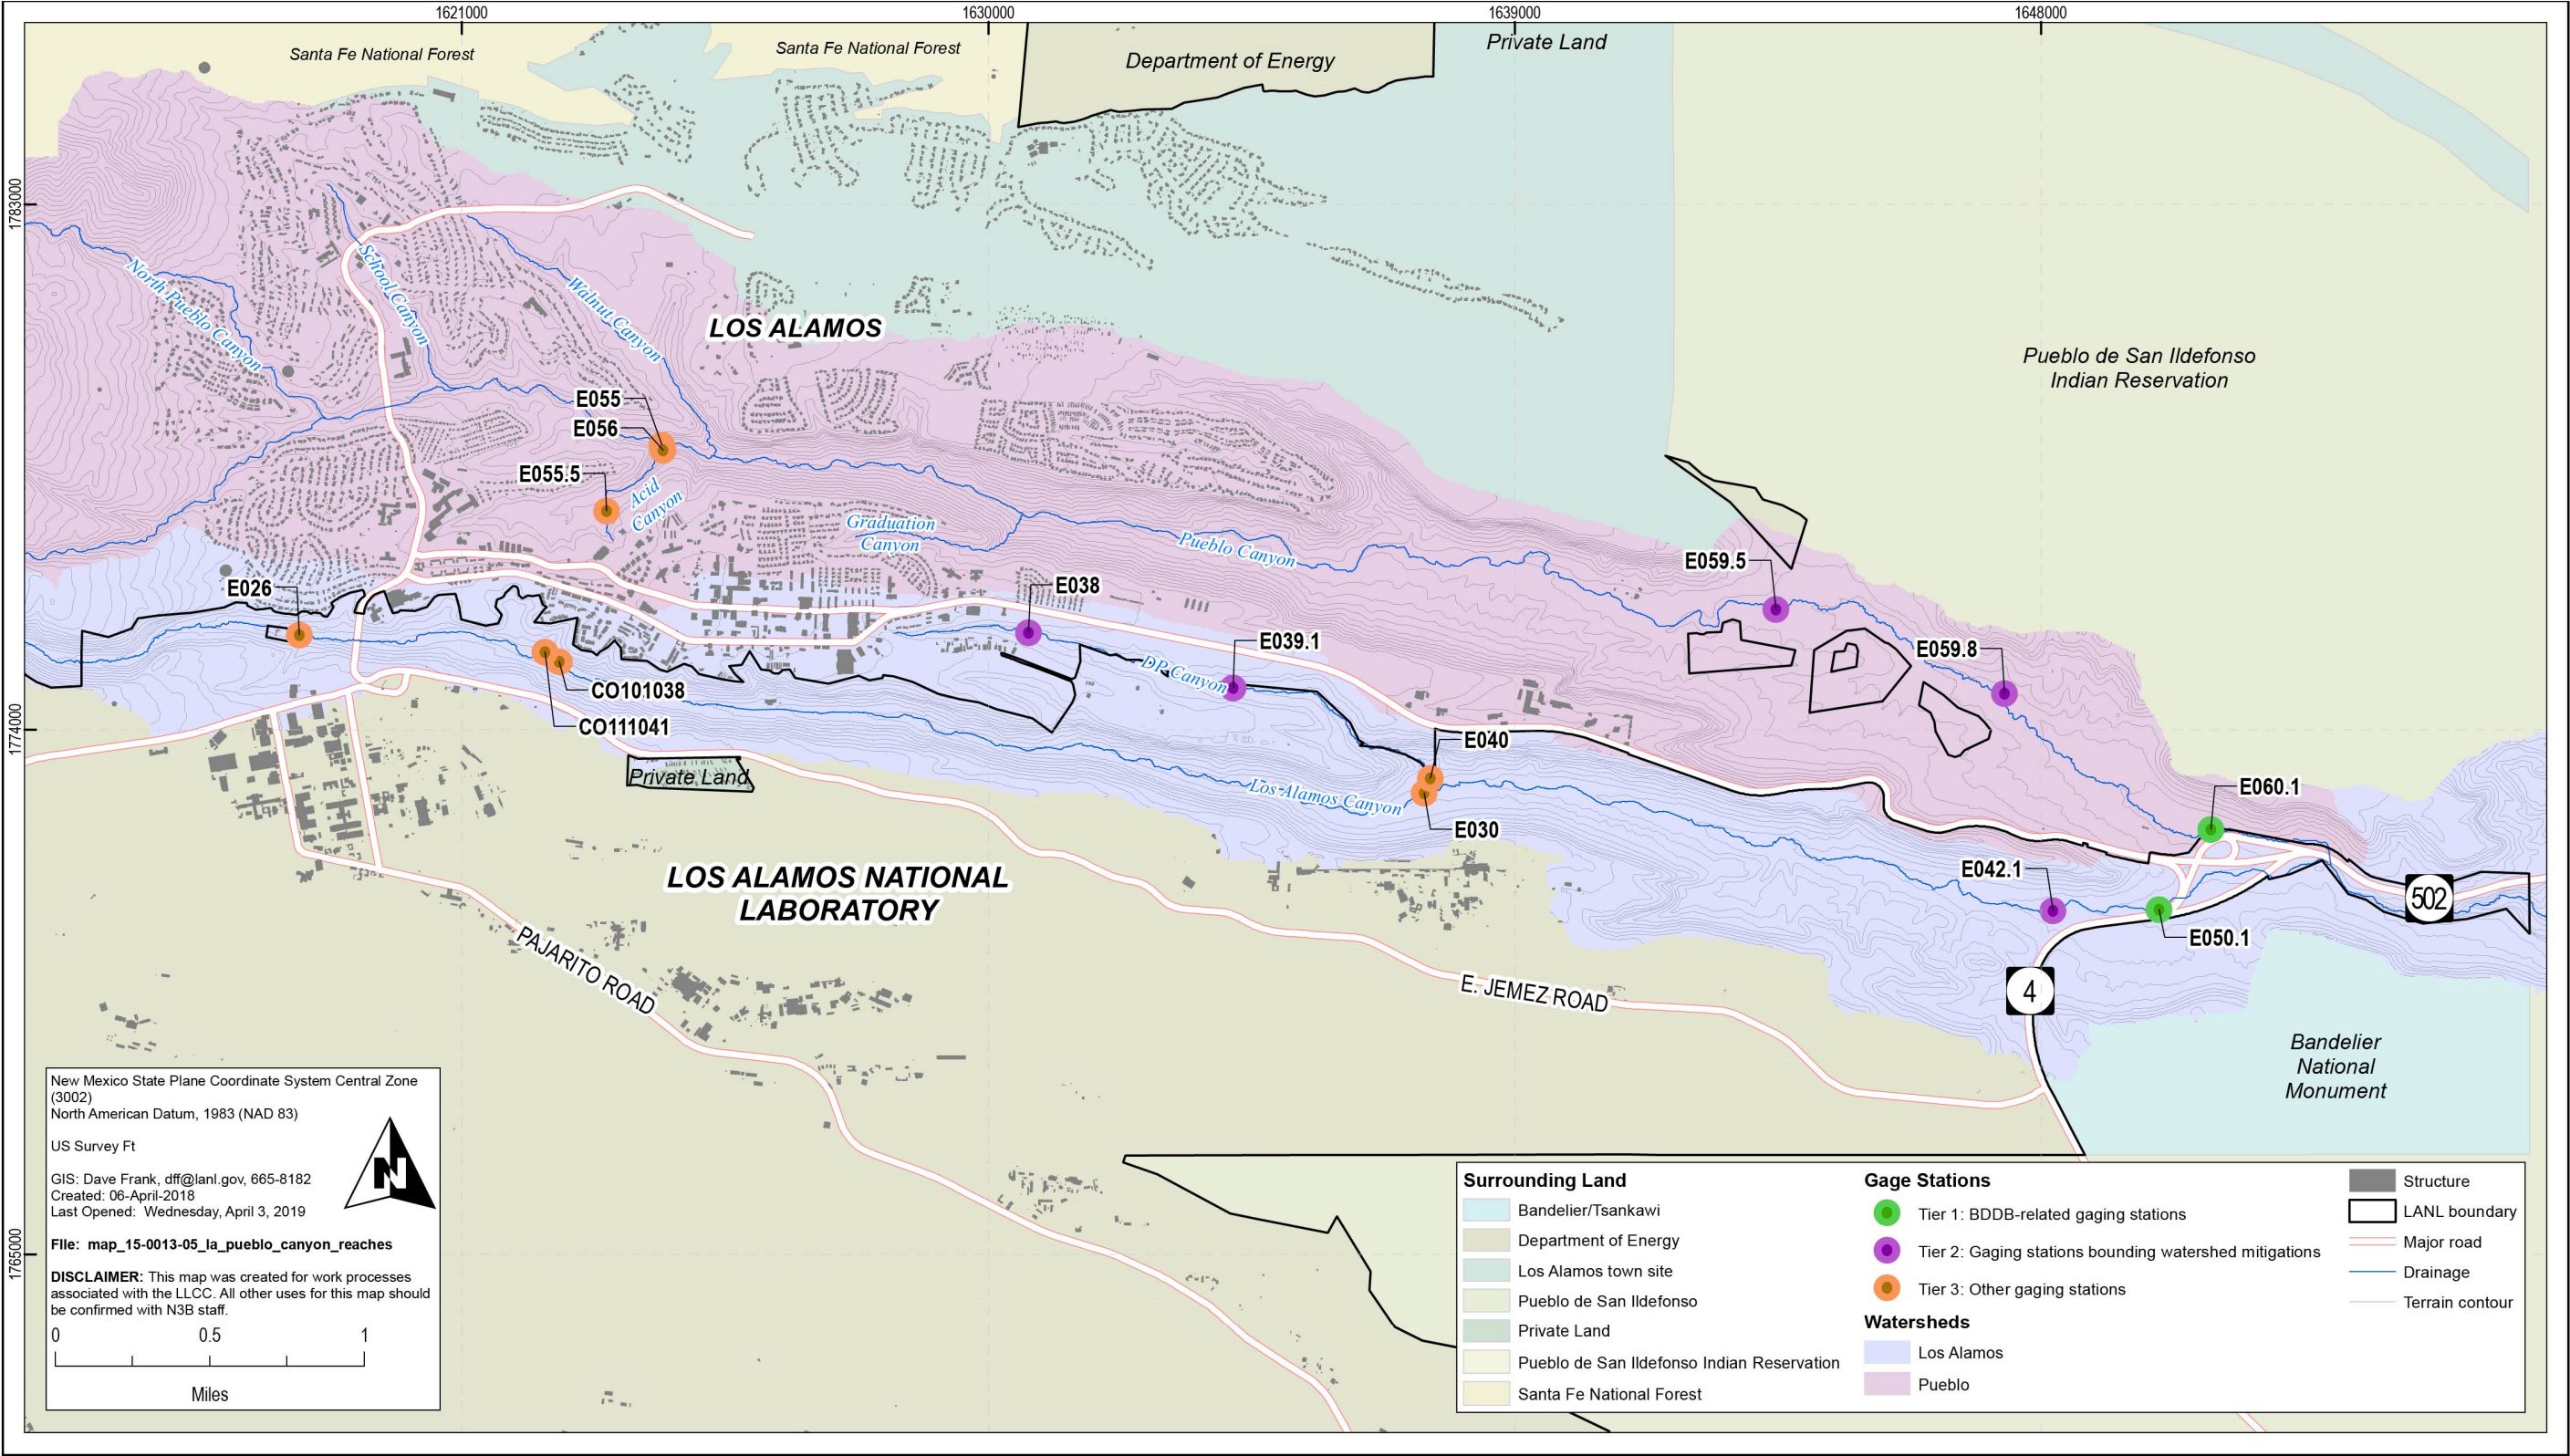 1621000
1630000
1639000
1648000
1783000
1774000
1765000
Santa Fe National Forest
Santa Fe National Forest
Department of Energy
Private Land
North Pueblo Canyon
School Canyon
Walnut Canyon
LOS ALAMOS
Pueblo de San Ildefonso
Indian Reservation
E055
E056
E055.5
Acid
Canyon
Graduation
Canyon
Pueblo Canyon
E059.5
E026
E038
E039.1
E059.8
DP Canyon
CO101038
CO111041
E040
Private Land
Los Alamos Canyon
E030
E060.1
LOS ALAMOS NATIONAL
LABORATORY
E042.1
502
E050.1
PAJARITO ROAD
E. JEMEZ ROAD
4
Bandelier
National
Monument
New Mexico State Plane Coordinate System Central Zone
(3002)
North American Datum, 1983 (NAD 83)
US Survey Ft
GIS: Dave Frank, dff@lanl.gov, 665-8182
Created: 06-April-2018
Last Opened: Wednesday, April 3, 2019
FIle: map_15-0013-05_la_pueblo_canyon_reaches
DISCLAIMER: This map was created for work processes
associated with the LLCC. All other uses for this map should
be confirmed with N3B staff.
N
0 0.5 1
Miles
Surrounding Land
Bandelier/Tsankawi
Department of Energy
Los Alamos town site
Pueblo de San Ildefonso
Private Land
Pueblo de San Ildefonso Indian Reservation
Santa Fe National Forest
Gage Stations
Tier 1: BDDB-related gaging stations
Tier 2: Gaging stations bounding watershed mitigations
Tier 3: Other gaging stations
Watersheds
Los Alamos
Pueblo
Structure
LANL boundary
Major road
Drainage
Terrain contour